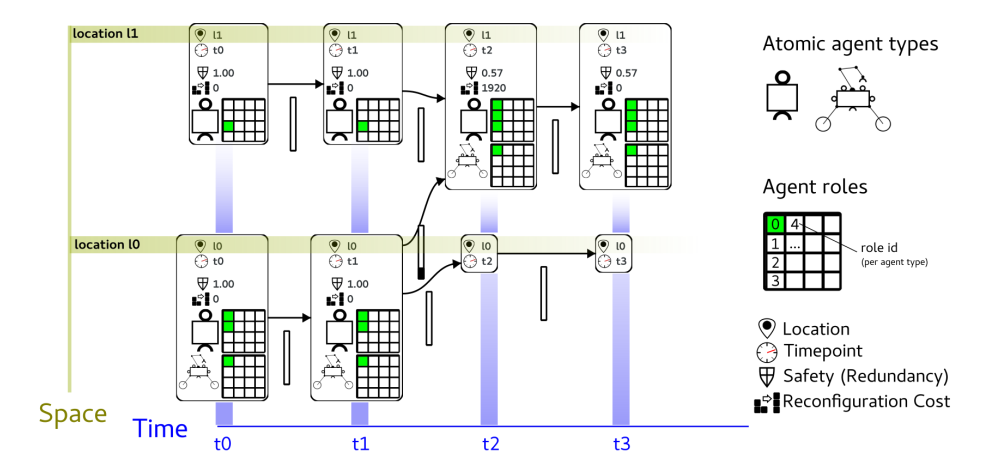 location l1
l1
t0
1.00
0
l1
t1
1.00
0
l1
t2
0.57
1920
l1
t3
0.57
0
location l0
l0
t0
1.00
0
l0
t1
1.00
0
l0
t2
l0
t3
Space
Time
t0
t1
t2
t3
Atomic agent types
Agent roles
0 4
1 ...
2
3
role id
(per agent type)
Location
Timepoint
Safety (Redundancy)
Reconfiguration Cost